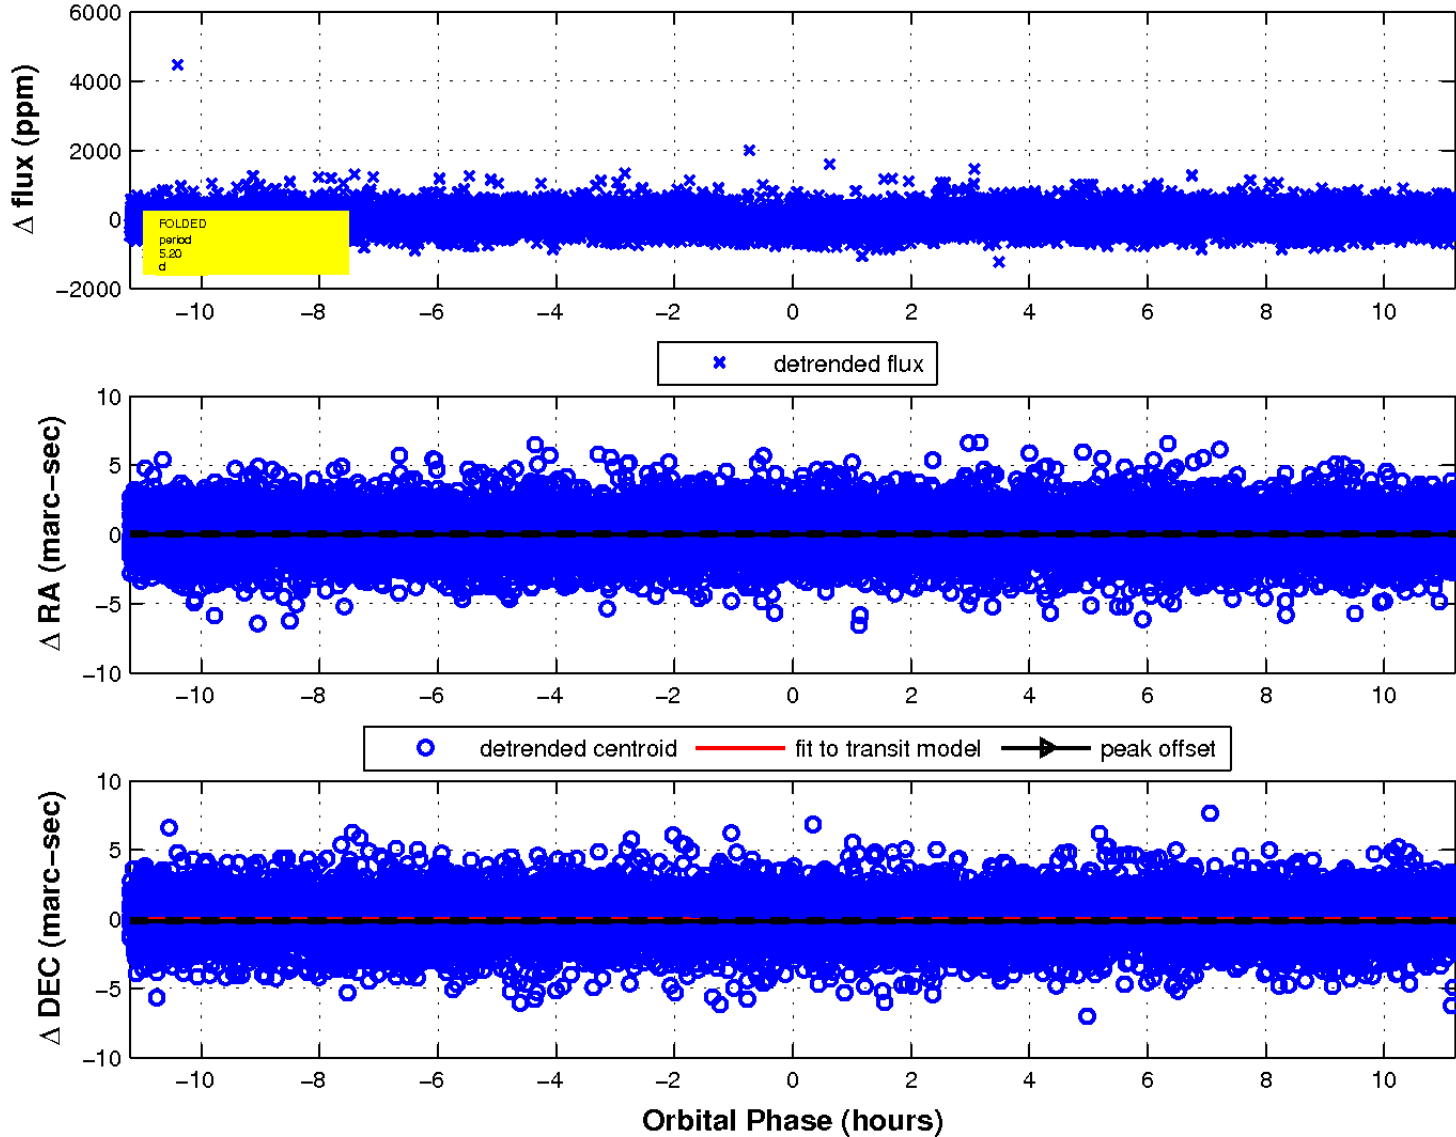 6000
4000
2000
0
−2000
Δ flux (ppm)
FOLDED
period
5.20
d
−10 −8 −6 −4 −2 0 2 4 6 8 10
detrended flux
10
5
0
−5
−10
Δ RA (marc−sec)
−10 −8 −6 −4 −2 0 2 4 6 8 10
detrended centroid fit to transit model peak offset
10
5
0
−5
−10
Δ DEC (marc−sec)
−10 −8 −6 −4 −2 0 2 4 6 8 10
Orbital Phase (hours)